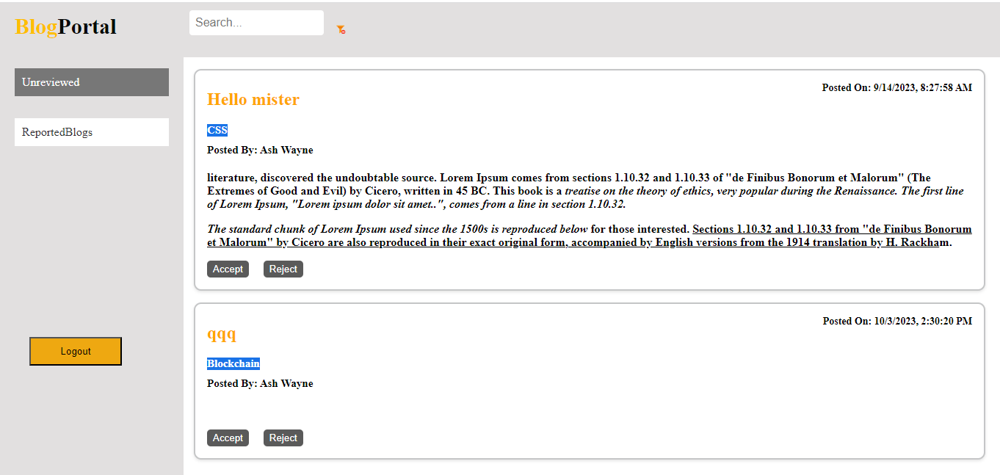 BlogPortal
Search...
Unreviewed
ReportedBlogs
Logout
Posted On: 9/14/2023, 8:27:58 AM
Hello mister
CSS
Posted By: Ash Wayne
literature, discovered the undoubtable source. Lorem Ipsum comes from sections 1.10.32 and 1.10.33 of "de Finibus Bonorum et Malorum" (The
Extremes of Good and Evil) by Cicero, written in 45 BC. This book is a treatise on the theory of ethics, very popular during the Renaissance. The first line
of Lorem Ipsum, "Lorem ipsum dolor sit amet..", comes from a line in section 1.10.32.
The standard chunk of Lorem Ipsum used since the 1500s is reproduced below for those interested. Sections 1.10.32 and 1.10.33 from "de Finibus Bonorum
et Malorum" by Cicero are also reproduced in their exact original form, accompanied by English versions from the 1914 translation by H. Rackham.
Accept Reject
Posted On: 10/3/2023, 2:30:20 PM
qqq
Blockchain
Posted By: Ash Wayne
Accept Reject